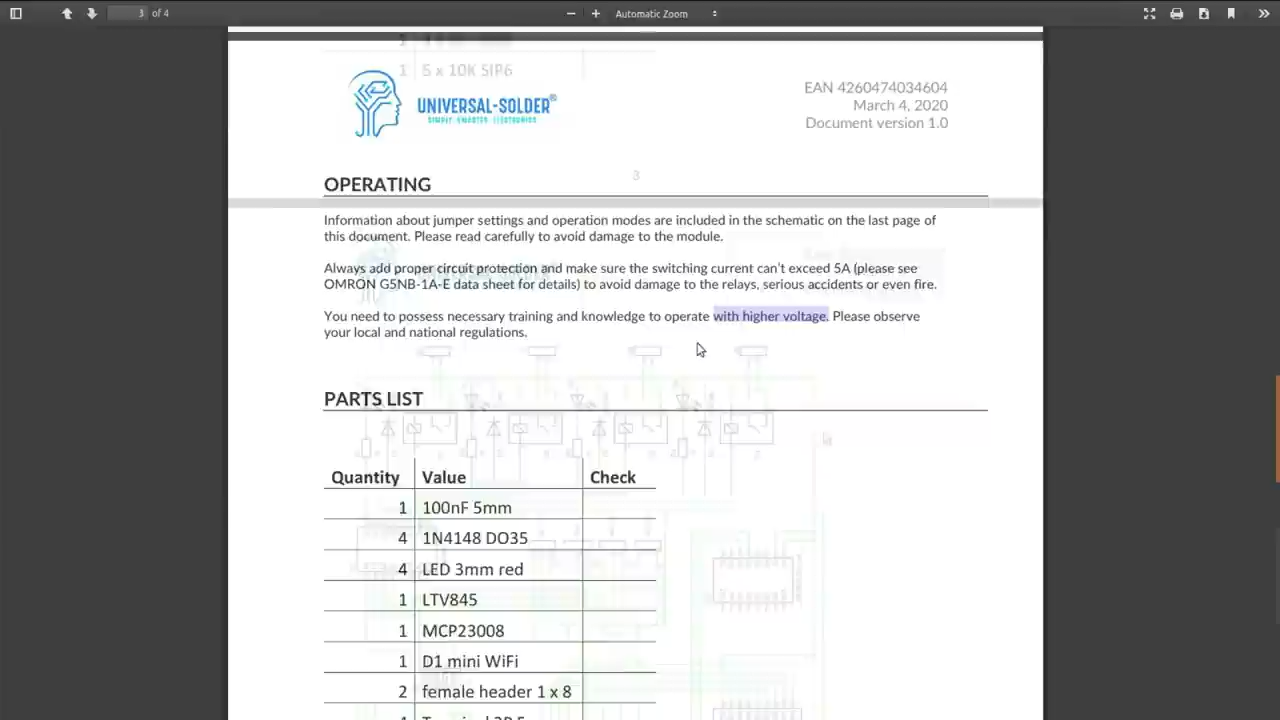 3 of 4
Automatic Zoom
1 5 x 10K SIP6
UNIVERSAL-SOLDER®
SIMPLY SMARTER ELECTRONICS
EAN 4260474034604
March 4, 2020
Document version 1.0
3
OPERATING
Information about jumper settings and operation modes are included in the schematic on the last page of
this document. Please read carefully to avoid damage to the module.
Always add proper circuit protection and make sure the switching current can't exceed 5A (please see
OMRON G5NB-1A-E data sheet for details) to avoid damage to the relays, serious accidents or even fire.
You need to possess necessary training and knowledge to operate with higher voltage. Please observe
your local and national regulations.
PARTS LIST
Quantity Value Check
1 100nF 5mm
4 1N4148 DO35
4 LED 3mm red
1 LTV845
1 MCP23008
1 D1 mini WiFi
2 female header 1 x 8